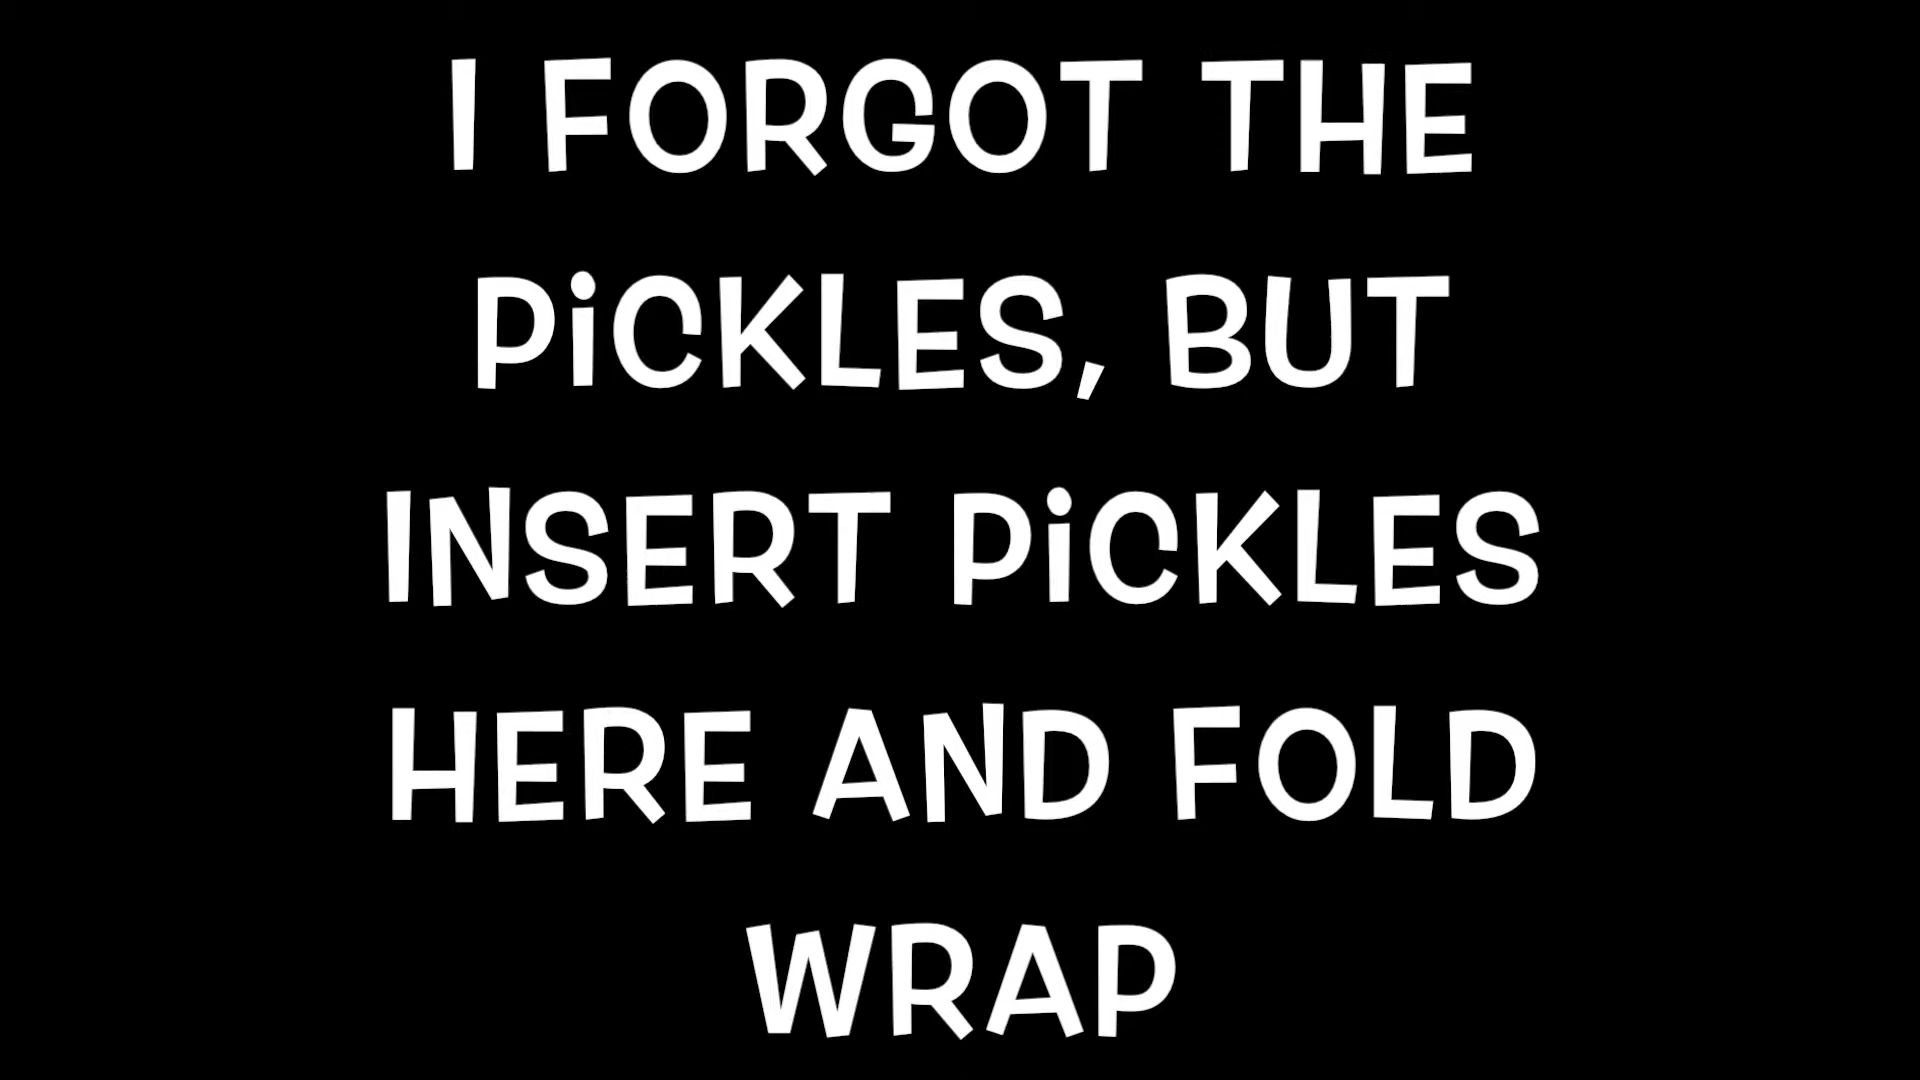 I FORGOT THE
PiCKLES, BUT
INSERT PiCKLES
HERE AND FOLD
WRAP